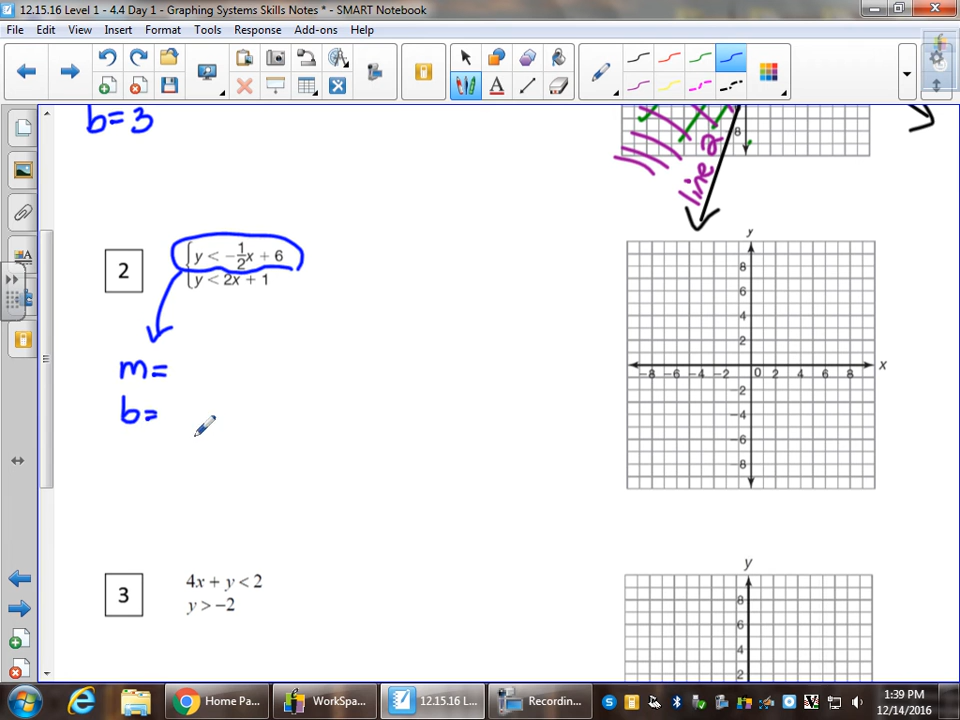 12.15.16 Level 1 - 4.4 Day 1 - Graphing Systems Skills Notes * - SMART Notebook
File Edit View Insert Format Tools Response Add-ons Help
b = 3
8
line 2
2
y < -1/2x + 6
y < 2x + 1
m =
b =
y
8
6
4
2
-8 -6 -4 -2 0 2 4 6 8 x
-2
-4
-6
-8
3
4x + y < 2
y > -2
y
8
6
4
2
Home Pa...
WorkSpa...
12.15.16 L...
Recordin...
1:39 PM
12/14/2016